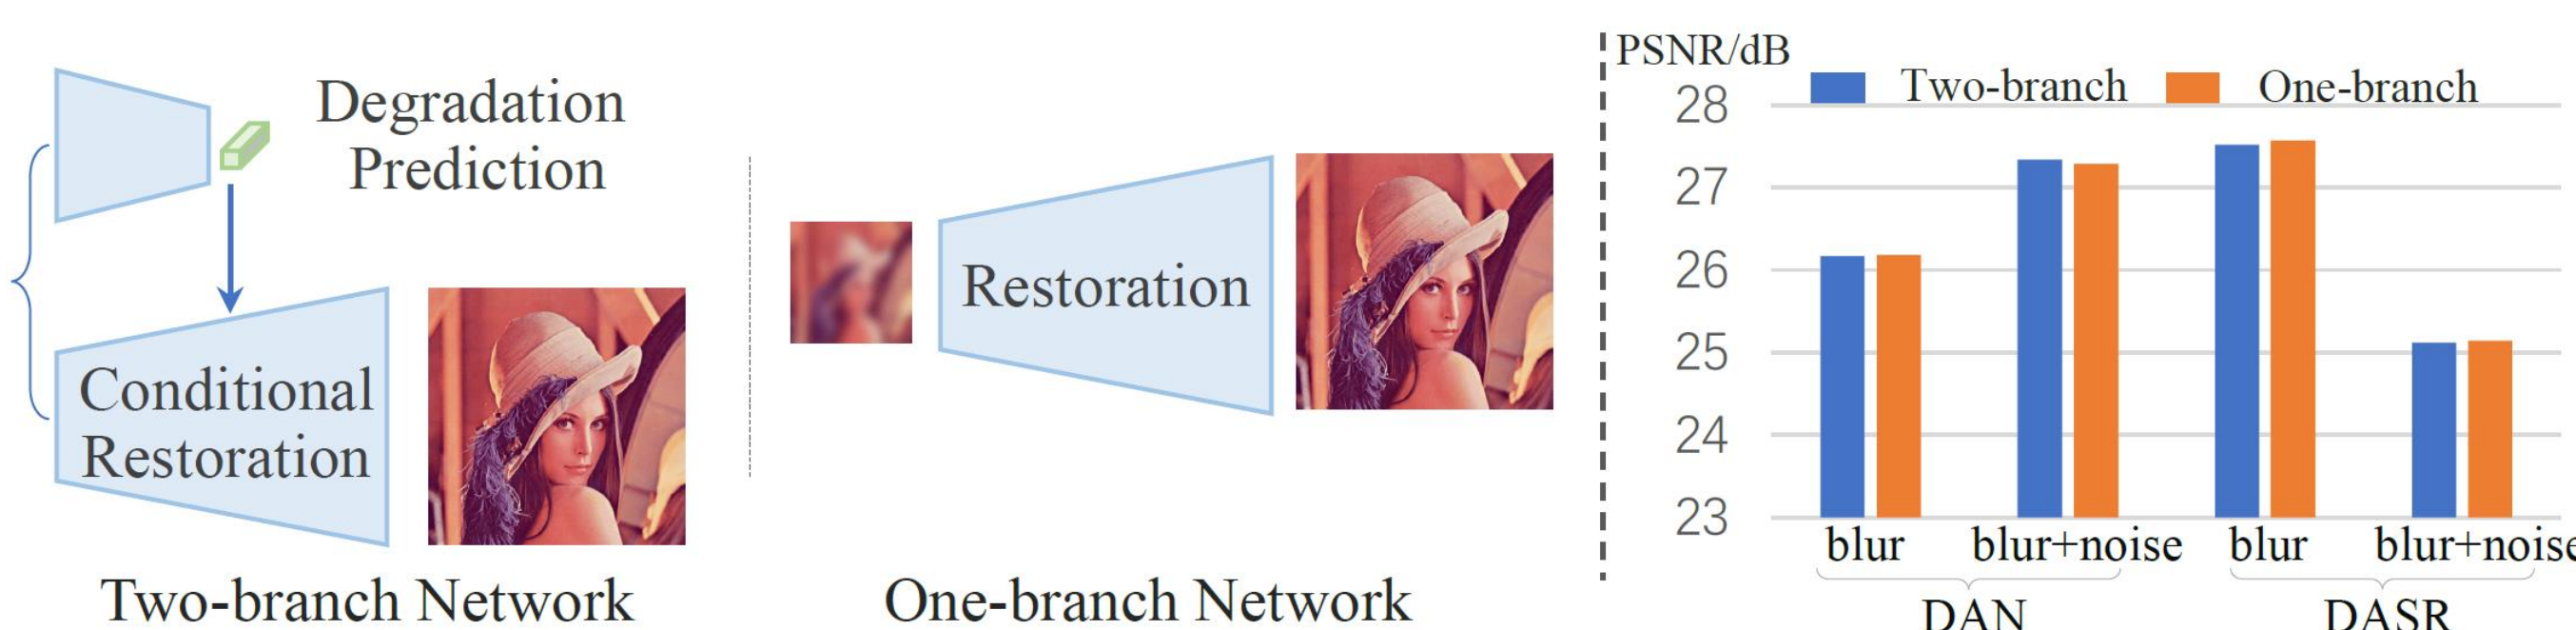 Degradation
Prediction
Conditional
Restoration
Two-branch Network
Restoration
One-branch Network
PSNR/dB
Two-branch One-branch
28
27
26
25
24
23
blur blur+noise blur blur+noise
DAN DASR